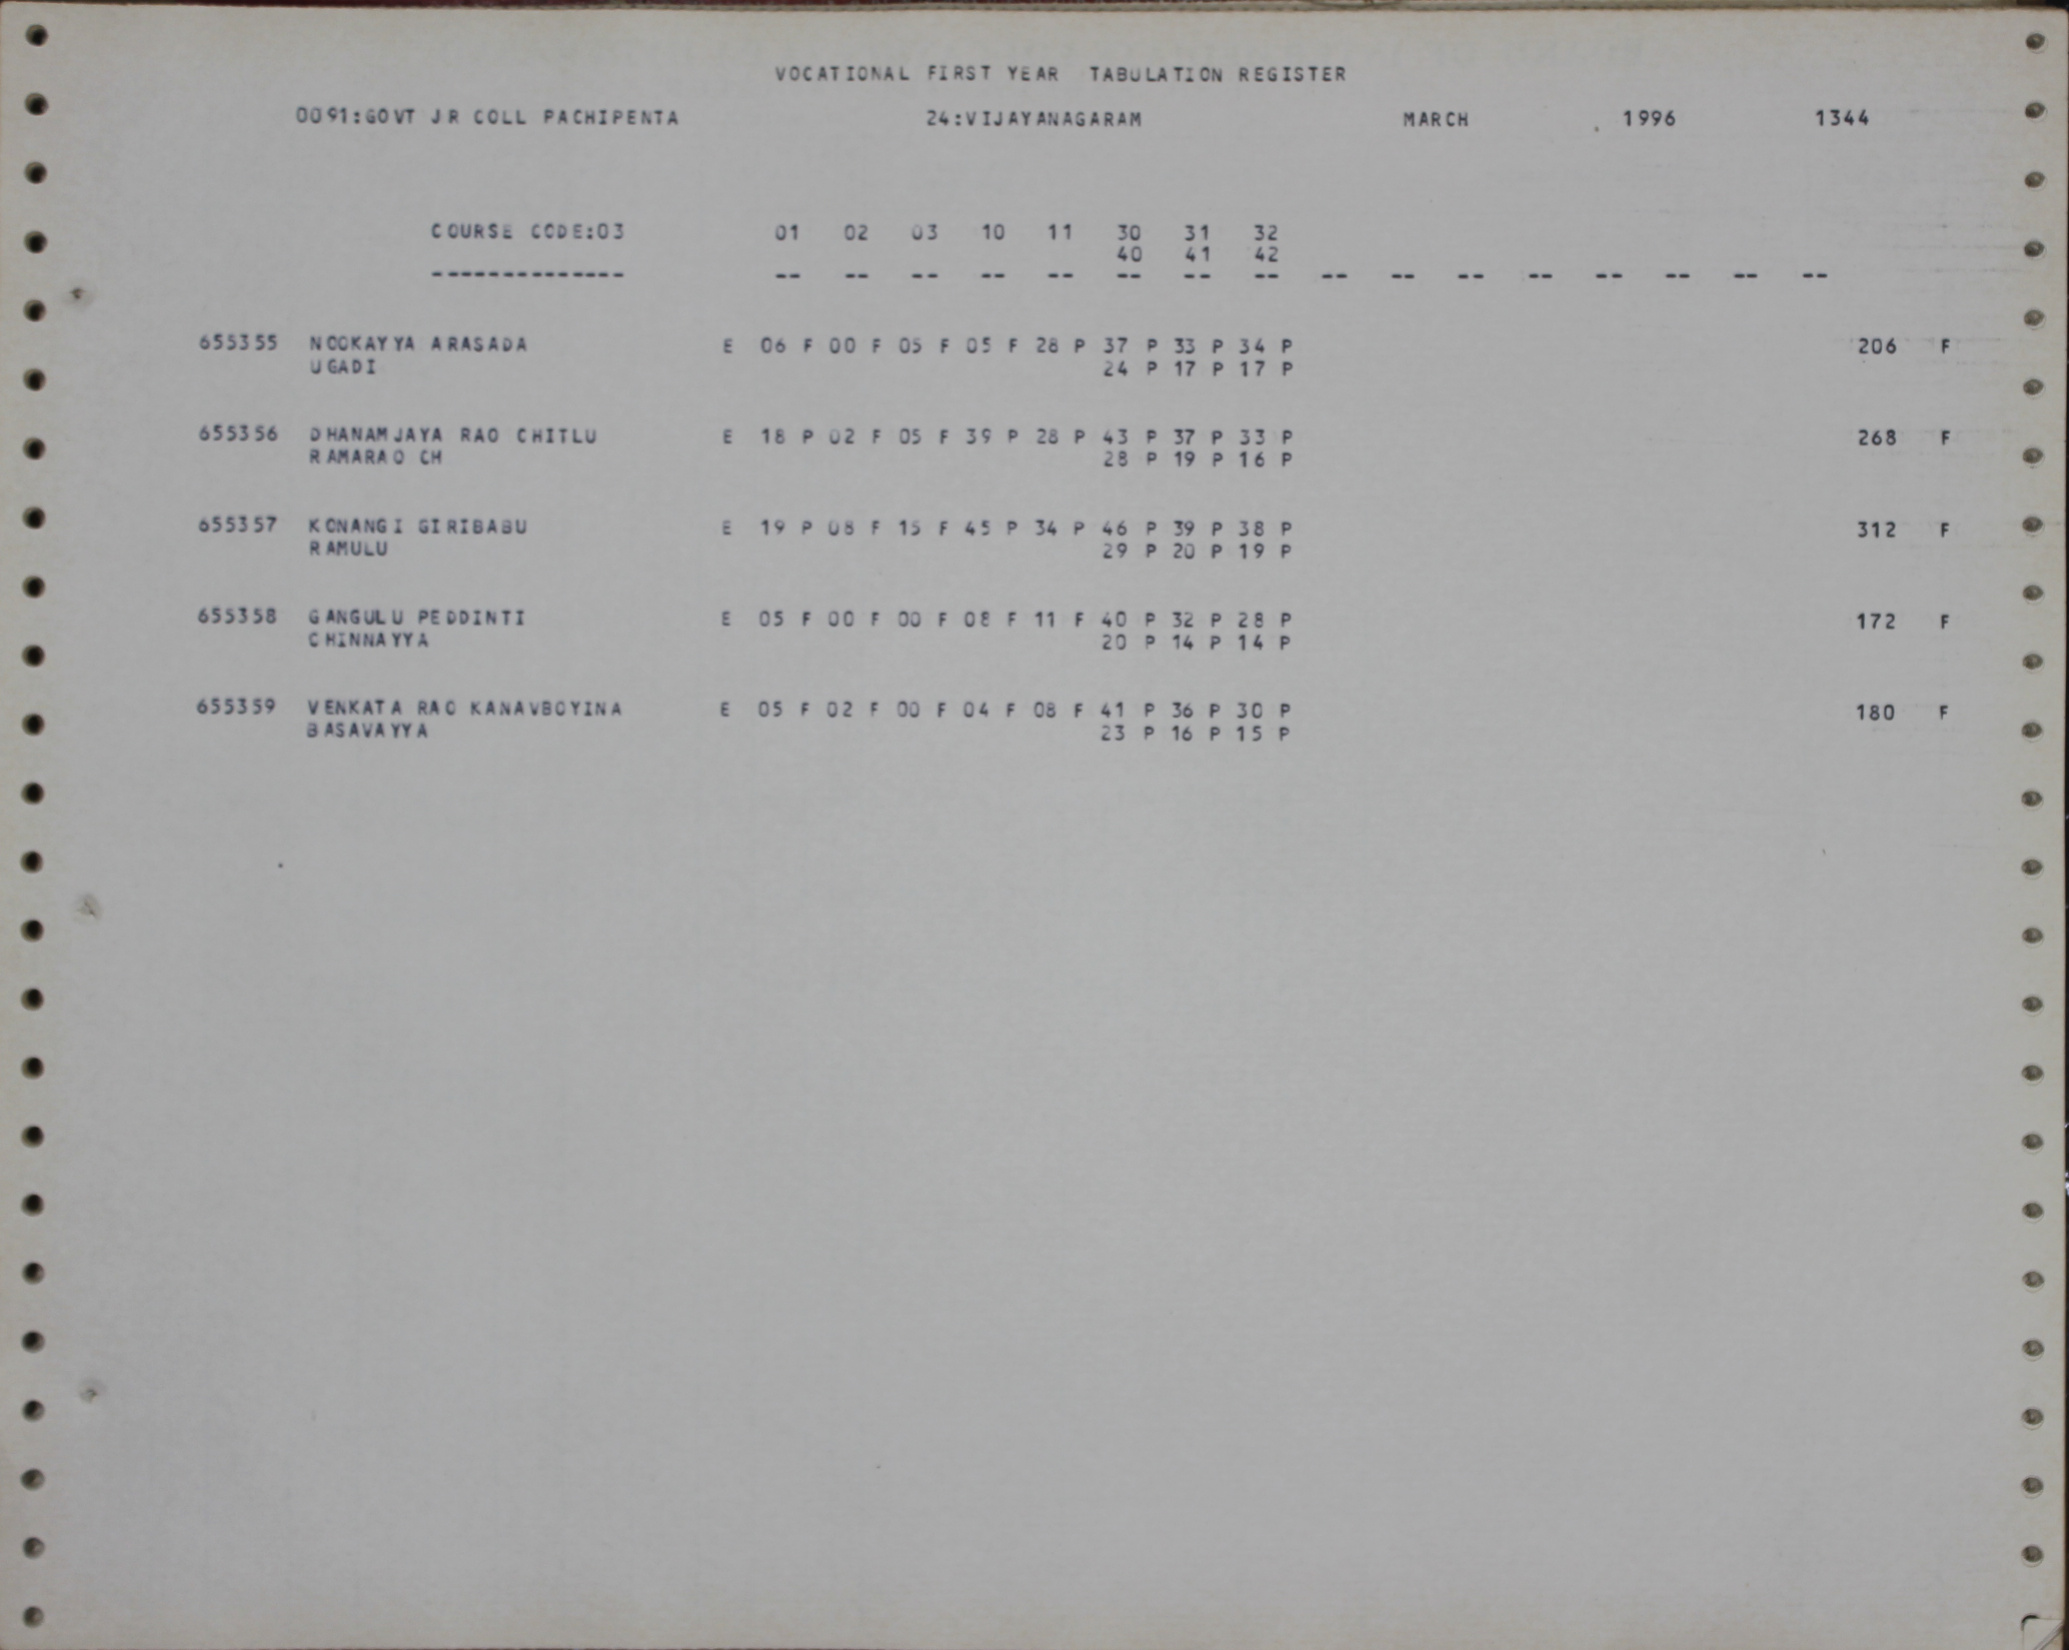 VOCATIONAL FIRST YEAR TABULATION REGISTER
0091:GOVT JR COLL PACHIPENTA 24:VIJAYANAGARAM MARCH 1996 1344
COURSE CODE:03 01 02 03 10 11 30 31 32
40 41 42
-------------- -- -- -- -- -- -- -- -- -- -- -- -- -- -- -- --
655355 NOOKAYYA ARASADA E 06 F 00 F 05 F 05 F 28 P 37 P 33 P 34 P 206 F
UGADI 24 P 17 P 17 P
655356 DHANAMJAYA RAO CHITLU E 18 P 02 F 05 F 39 P 28 P 43 P 37 P 33 P 268 F
RAMARAO CH 28 P 19 P 16 P
655357 KONANGI GIRIBABU E 19 P 08 F 15 F 45 P 34 P 46 P 39 P 38 P 312 F
RAMULU 29 P 20 P 19 P
655358 GANGULU PEDDINTI E 05 F 00 F 00 F 08 F 11 F 40 P 32 P 28 P 172 F
CHINNAYYA 20 P 14 P 14 P
655359 VENKATA RAO KANAVBOYINA E 05 F 02 F 00 F 04 F 08 F 41 P 36 P 30 P 180 F
BASAVAYYA 23 P 16 P 15 P